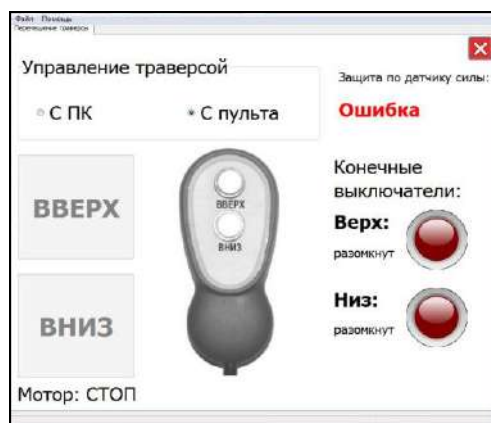 Файл Помощь
Перемещение траверсы
Управление траверсой
С ПК
С пульта
Защита по датчику силы:
Ошибка
ВВЕРХ
ВНИЗ
ВВЕРХ
ВНИЗ
Конечные
выключатели:
Верх:
разомкнут
Низ:
разомкнут
Мотор: СТОП